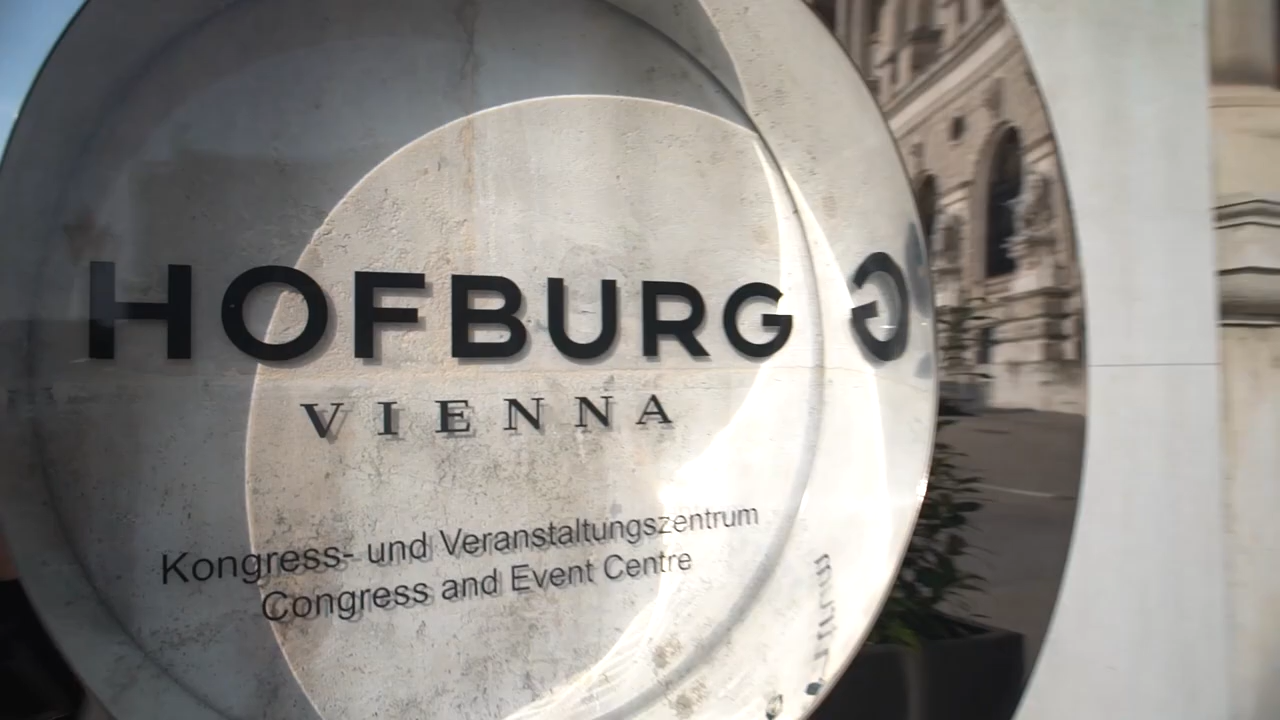 HOFBURG
VIENNA
Kongress- und Veranstaltungszentrum
Congress and Event Centre